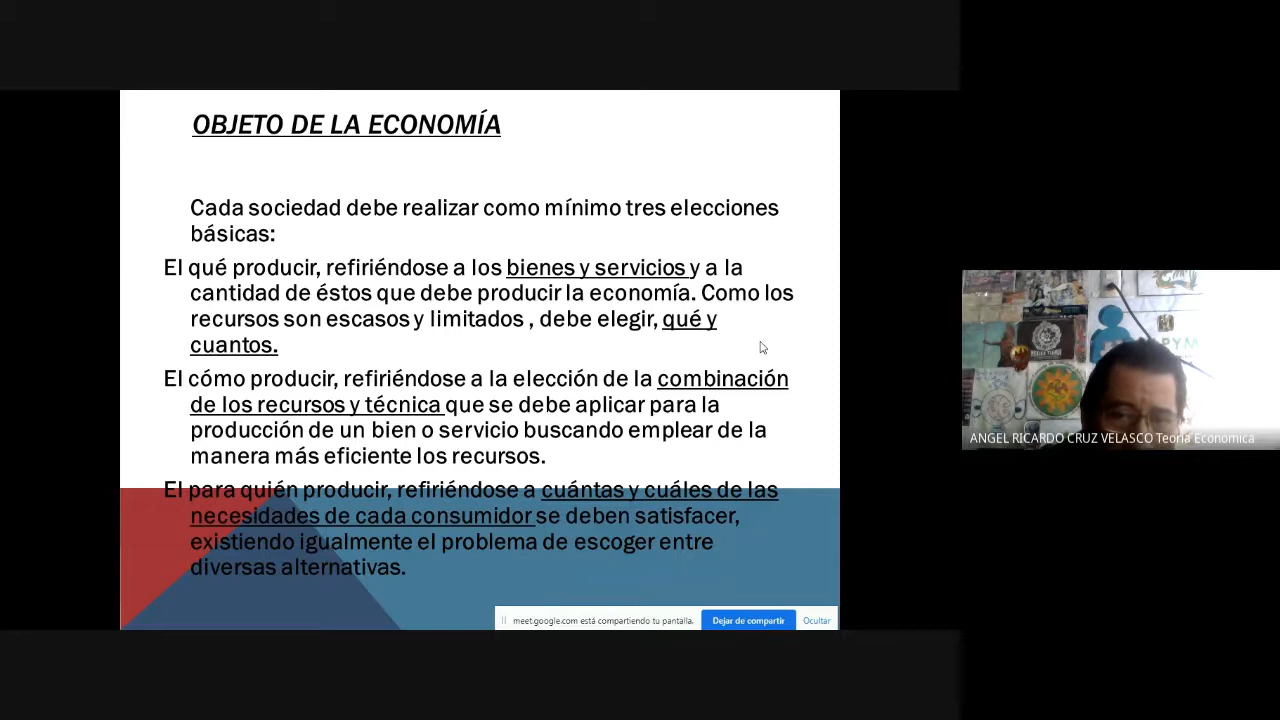 OBJETO DE LA ECONOMÍA
Cada sociedad debe realizar como mínimo tres elecciones
básicas:
El qué producir, refiriéndose a los bienes y servicios y a la
cantidad de éstos que debe producir la economía. Como los
recursos son escasos y limitados , debe elegir, qué y
cuantos.
El cómo producir, refiriéndose a la elección de la combinación
de los recursos y técnica que se debe aplicar para la
producción de un bien o servicio buscando emplear de la
manera más eficiente los recursos.
El para quién producir, refiriéndose a cuántas y cuáles de las
necesidades de cada consumidor se deben satisfacer,
existiendo igualmente el problema de escoger entre
diversas alternativas.
meet.google.com está compartiendo tu pantalla.
Dejar de compartir
Ocultar
ANGEL RICARDO CRUZ VELASCO Teoria Economica